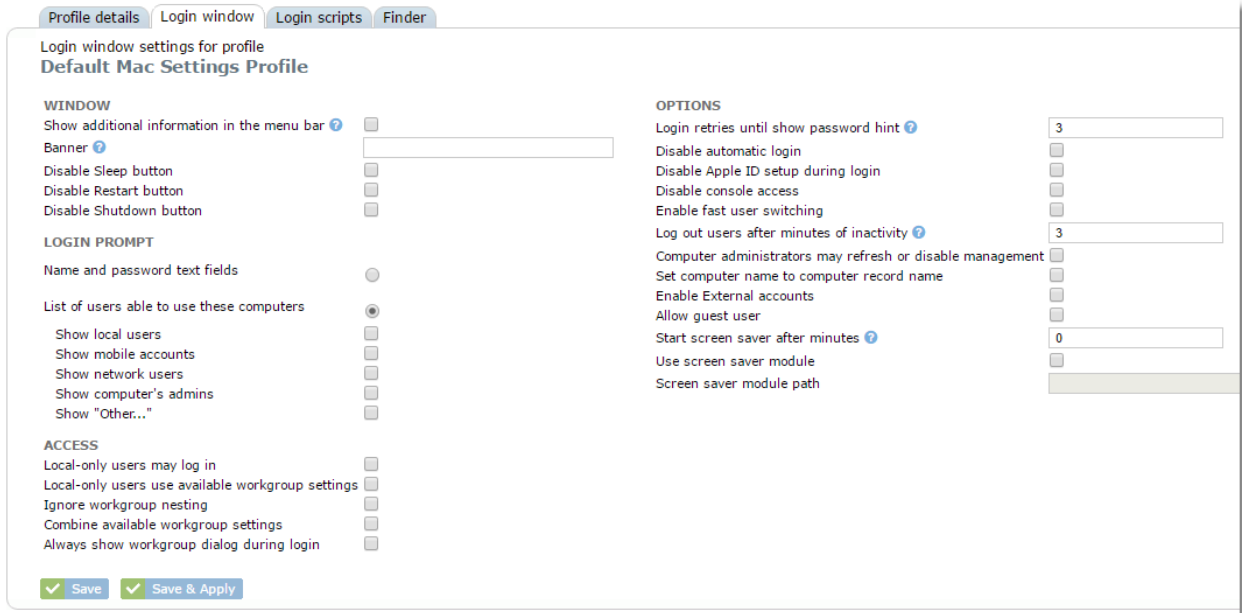 Profile details Login window Login scripts Finder
Login window settings for profile
Default Mac Settings Profile
WINDOW
Show additional information in the menu bar ?
Banner ?
Disable Sleep button
Disable Restart button
Disable Shutdown button
LOGIN PROMPT
Name and password text fields
List of users able to use these computers
Show local users
Show mobile accounts
Show network users
Show computer's admins
Show "Other..."
ACCESS
Local-only users may log in
Local-only users use available workgroup settings
Ignore workgroup nesting
Combine available workgroup settings
Always show workgroup dialog during login
OPTIONS
Login retries until show password hint ? 3
Disable automatic login
Disable Apple ID setup during login
Disable console access
Enable fast user switching
Log out users after minutes of inactivity ? 3
Computer administrators may refresh or disable management
Set computer name to computer record name
Enable External accounts
Allow guest user
Start screen saver after minutes ? 0
Use screen saver module
Screen saver module path
Save Save & Apply